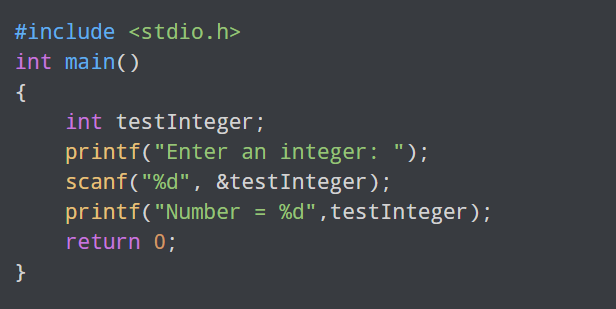 #include <stdio.h>
int main()
{
    int testInteger;
    printf("Enter an integer: ");
    scanf("%d", &testInteger);
    printf("Number = %d",testInteger);
    return 0;
}